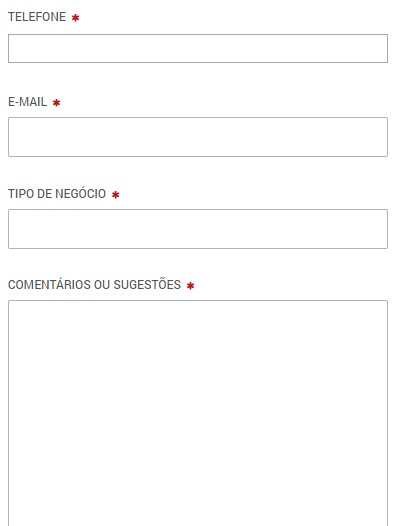 TELEFONE *
E-MAIL *
TIPO DE NEGÓCIO *
COMENTÁRIOS OU SUGESTÕES *